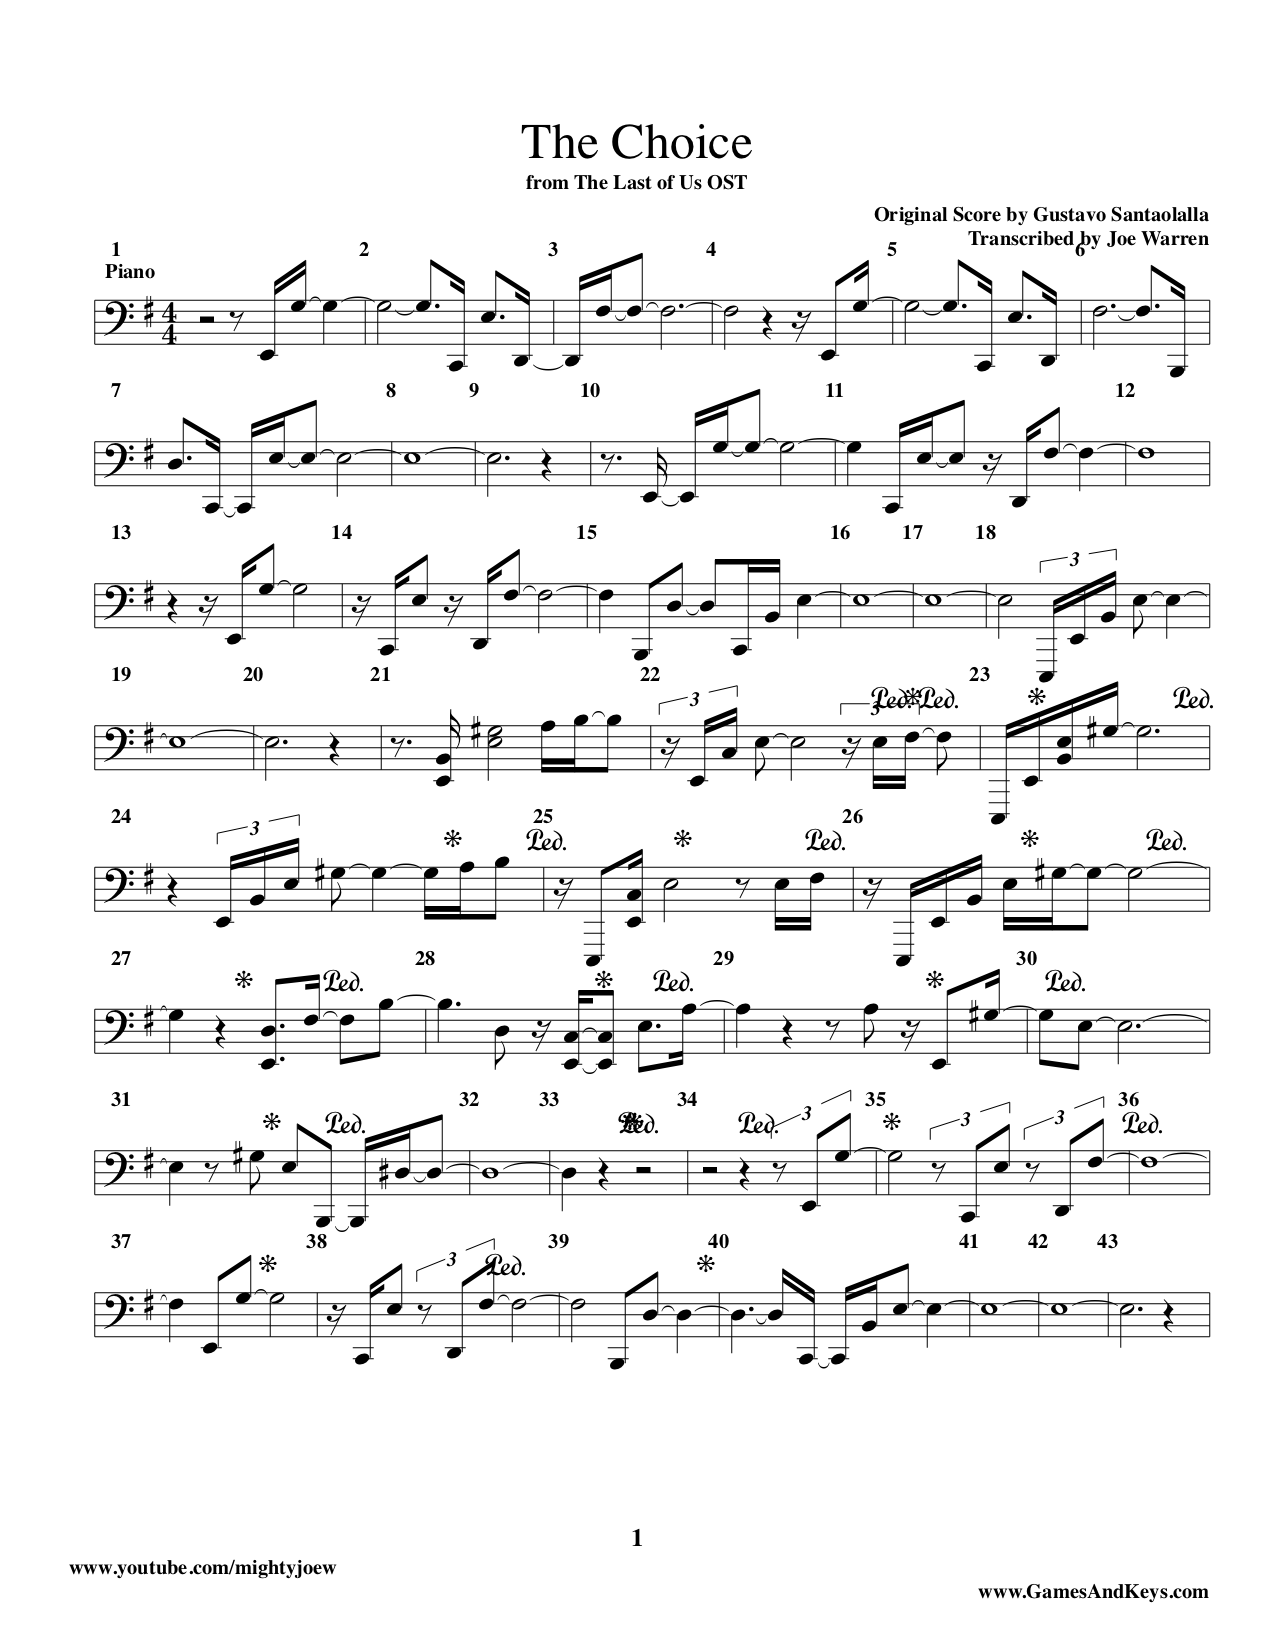 The Choice
from The Last of Us OST
Original Score by Gustavo Santaolalla
Transcribed by Joe Warren
1 2 3 4 5 6
Piano
4
4
7 8 9 10 11 12
13 14 15 16 17 18
3
19 20 21 22 23
3 3 Ped. Ped. Ped.
24 25 26
3 Ped. Ped. Ped.
27 28 29 30
Ped. Ped. Ped.
31 32 33 34 35 36
Ped. Ped. Ped. 3 3 3 Ped.
37 38 39 40 41 42 43
3 Ped.
1
www.youtube.com/mightyjoew
www.GamesAndKeys.com